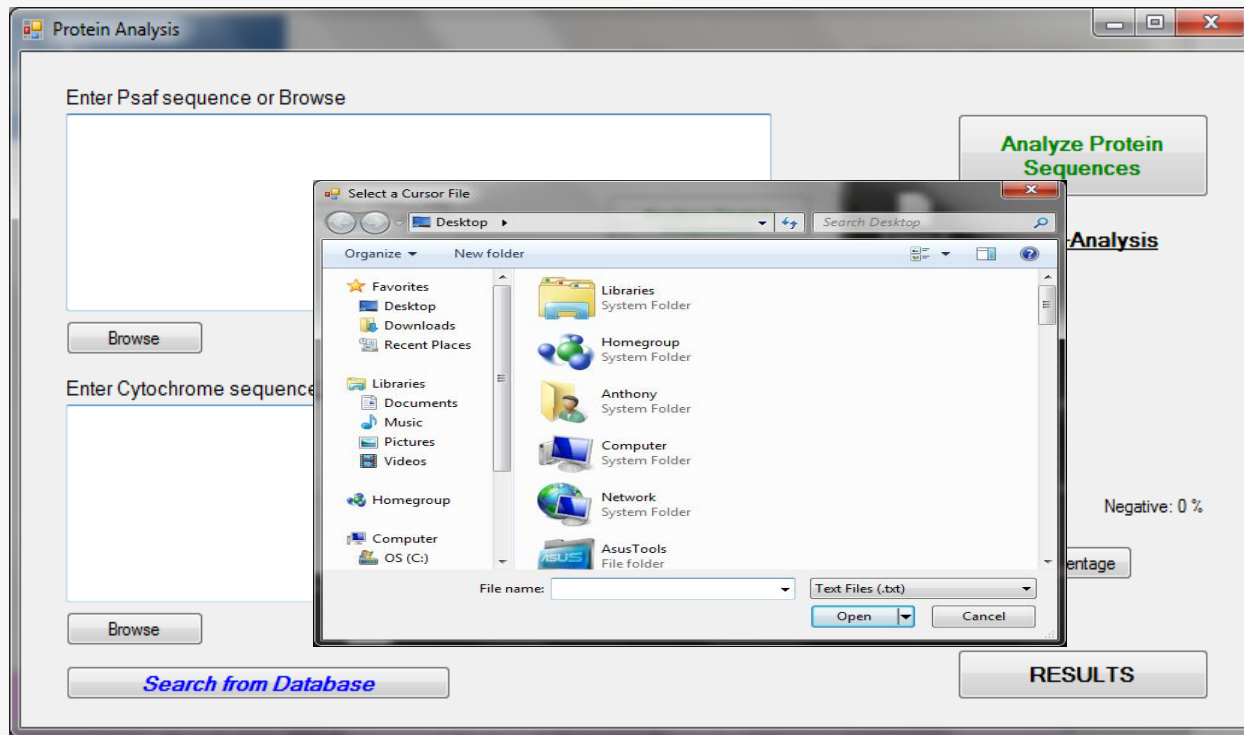 Protein Analysis
Enter Psaf sequence or Browse
Analyze Protein
Sequences
Select a Cursor File
Desktop
Search Desktop
-Analysis
Organize
New folder
Favorites
Desktop
Downloads
Recent Places
Libraries
Documents
Music
Pictures
Videos
Homegroup
Computer
OS (C:)
Libraries
System Folder
Homegroup
System Folder
Anthony
System Folder
Computer
System Folder
Network
System Folder
ASUS
AsusTools
File folder
Browse
Enter Cytochrome sequence
Negative: 0 %
entage
File name:
Text Files (.txt)
Open
Cancel
Browse
Search from Database
RESULTS